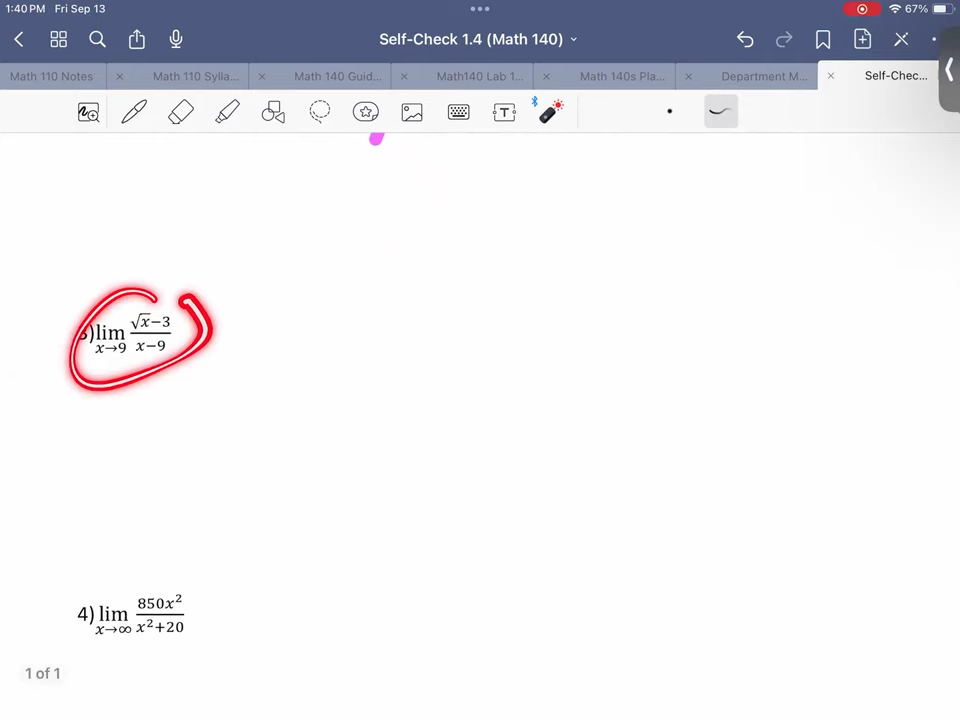 1:40 PM Fri Sep 13
67%
Self-Check 1.4 (Math 140)
Math 110 Notes
Math 110 Sylla...
Math 140 Guid...
Math140 Lab 1...
Math 140s Pla...
Department M...
Self-Chec...
3) lim x→9 (√x−3)/(x−9)
4) lim x→∞ 850x²/(x²+20)
1 of 1